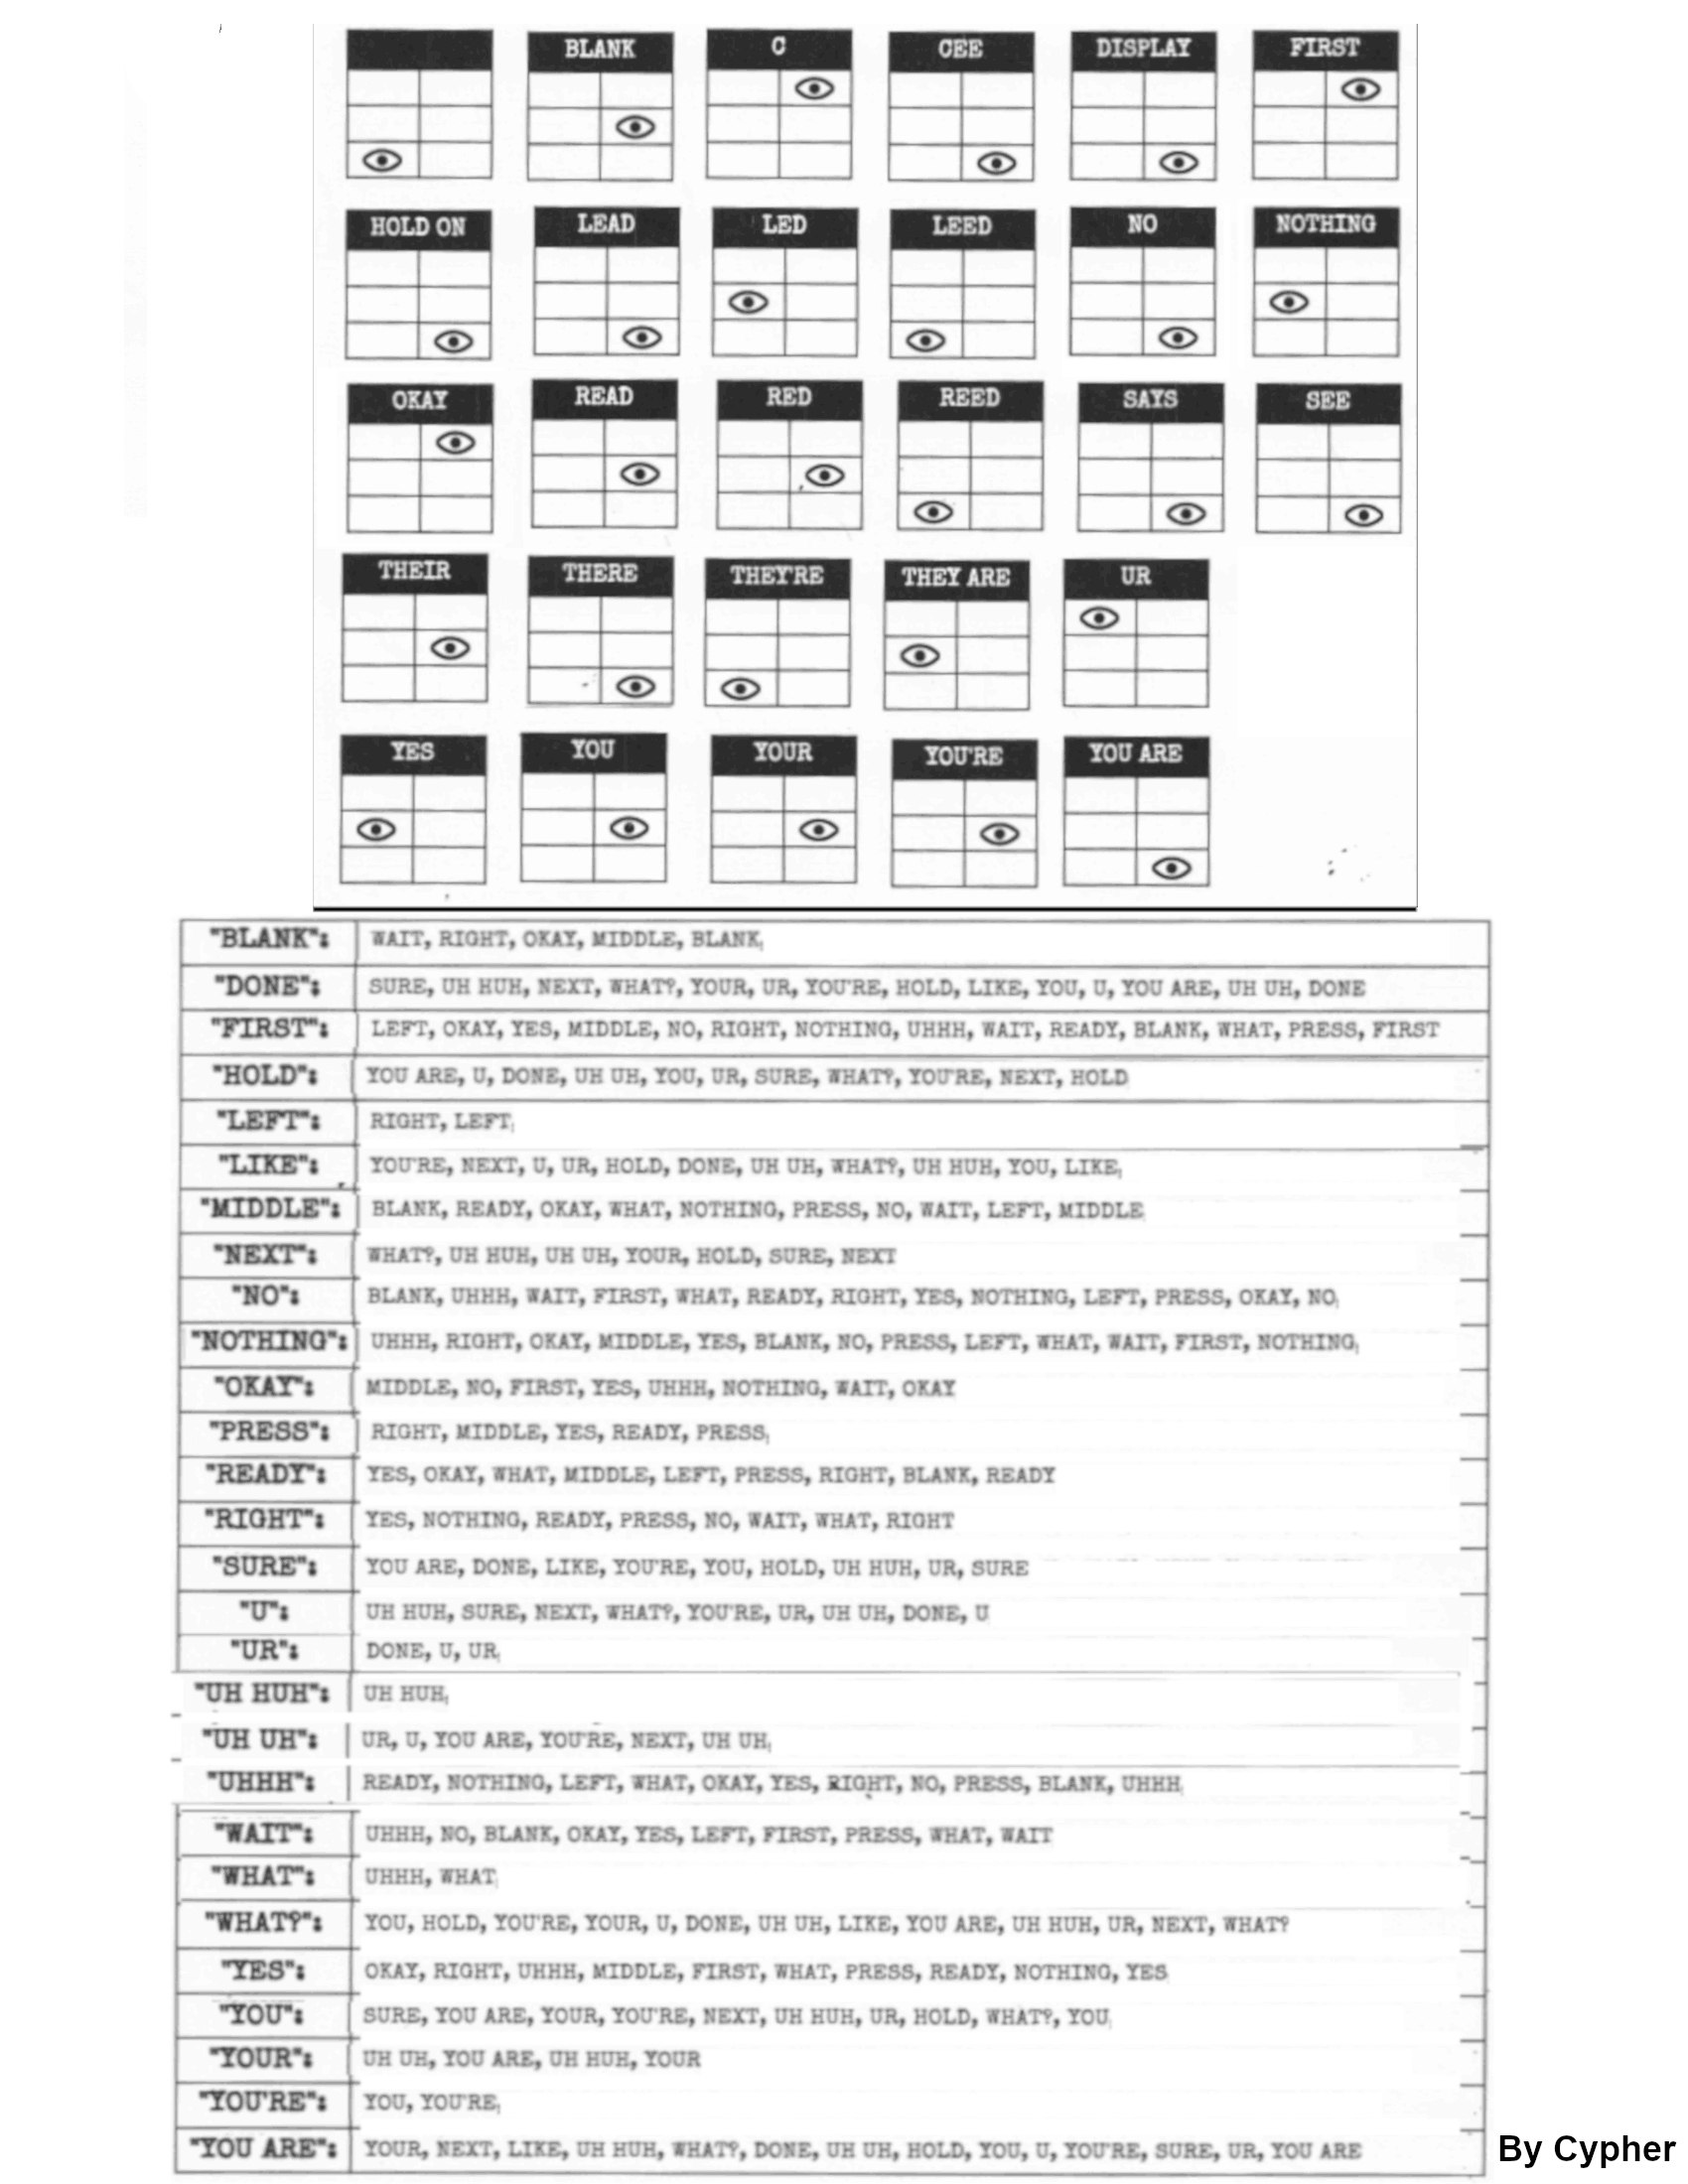 BLANK C CEE DISPLAY FIRST
HOLD ON LEAD LED LEED NO NOTHING
OKAY READ RED REED SAYS SEE
THEIR THERE THEY'RE THEY ARE UR
YES YOU YOUR YOU'RE YOU ARE
"BLANK": WAIT, RIGHT, OKAY, MIDDLE, BLANK
"DONE": SURE, UH HUH, NEXT, WHAT?, YOUR, UR, YOU'RE, HOLD, LIKE, YOU, U, YOU ARE, UH UH, DONE
"FIRST": LEFT, OKAY, YES, MIDDLE, NO, RIGHT, NOTHING, UHHH, WAIT, READY, BLANK, WHAT, PRESS, FIRST
"HOLD": YOU ARE, U, DONE, UH UH, YOU, UR, SURE, WHAT?, YOU'RE, NEXT, HOLD
"LEFT": RIGHT, LEFT
"LIKE": YOU'RE, NEXT, U, UR, HOLD, DONE, UH UH, WHAT?, UH HUH, YOU, LIKE
"MIDDLE": BLANK, READY, OKAY, WHAT, NOTHING, PRESS, NO, WAIT, LEFT, MIDDLE
"NEXT": WHAT?, UH HUH, UH UH, YOUR, HOLD, SURE, NEXT
"NO": BLANK, UHHH, WAIT, FIRST, WHAT, READY, RIGHT, YES, NOTHING, LEFT, PRESS, OKAY, NO
"NOTHING": UHHH, RIGHT, OKAY, MIDDLE, YES, BLANK, NO, PRESS, LEFT, WHAT, WAIT, FIRST, NOTHING
"OKAY": MIDDLE, NO, FIRST, YES, UHHH, NOTHING, WAIT, OKAY
"PRESS": RIGHT, MIDDLE, YES, READY, PRESS
"READY": YES, OKAY, WHAT, MIDDLE, LEFT, PRESS, RIGHT, BLANK, READY
"RIGHT": YES, NOTHING, READY, PRESS, NO, WAIT, WHAT, RIGHT
"SURE": YOU ARE, DONE, LIKE, YOU'RE, YOU, HOLD, UH HUH, UR, SURE
"U": UH HUH, SURE, NEXT, WHAT?, YOU'RE, UR, UH UH, DONE, U
"UR": DONE, U, UR
"UH HUH": UH HUH
"UH UH": UR, U, YOU ARE, YOU'RE, NEXT, UH UH
"UHHH": READY, NOTHING, LEFT, WHAT, OKAY, YES, RIGHT, NO, PRESS, BLANK, UHHH
"WAIT": UHHH, NO, BLANK, OKAY, YES, LEFT, FIRST, PRESS, WHAT, WAIT
"WHAT": UHHH, WHAT
"WHAT?": YOU, HOLD, YOU'RE, YOUR, U, DONE, UH UH, LIKE, YOU ARE, UH HUH, UR, NEXT, WHAT?
"YES": OKAY, RIGHT, UHHH, MIDDLE, FIRST, WHAT, PRESS, READY, NOTHING, YES
"YOU": SURE, YOU ARE, YOUR, YOU'RE, NEXT, UH HUH, UR, HOLD, WHAT?, YOU
"YOUR": UH UH, YOU ARE, UH HUH, YOUR
"YOU'RE": YOU, YOU'RE
"YOU ARE": YOUR, NEXT, LIKE, UH HUH, WHAT?, DONE, UH UH, HOLD, YOU, U, YOU'RE, SURE, UR, YOU ARE
By Cypher